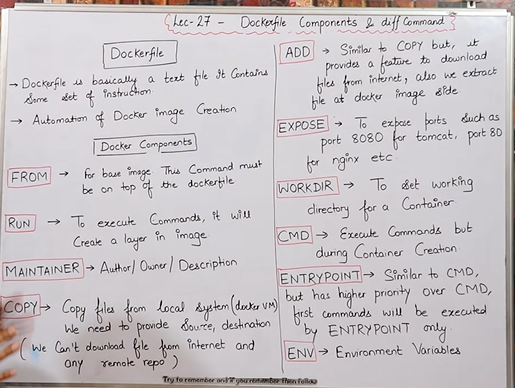 Lec-27 - Dockerfile Components & diff Command
Dockerfile
→ Dockerfile is basically a text file it contains
some set of instruction
→ Automation of Docker image Creation
Docker Components
FROM → for base image This Command must
be on top of the dockerfile
RUN → To execute Commands, it will
Create a layer in image
MAINTAINER → Author/ Owner/ Description
COPY → Copy files from local system (docker VM)
We need to provide Source, destination
( We Can't download file from internet and
any remote repo )
ADD → Similar to COPY but, it
provides a feature to download
files from internet, also we extract
file at docker image side
EXPOSE → To expose ports such as
port 8080 for tomcat, port 80
for nginx etc
WORKDIR → To set working
directory for a Container
CMD → Execute Commands but
during Container Creation
ENTRYPOINT → Similar to CMD,
but has higher priority over CMD,
first commands will be executed
by ENTRYPOINT only
ENV → Environment Variables
Try to remember and if you remember then follow